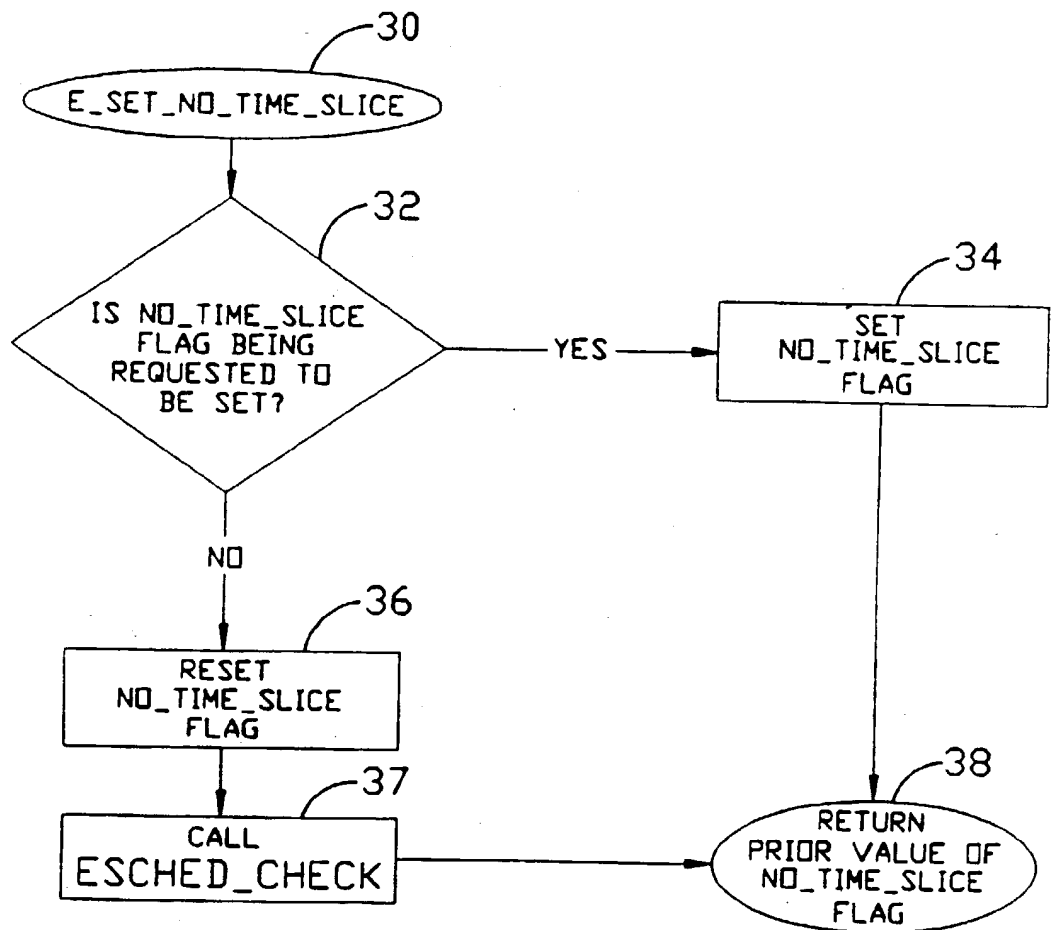 30
E_SET_NO_TIME_SLICE
32
IS NO_TIME_SLICE
FLAG BEING
REQUESTED TO
BE SET?
YES
34
SET
NO_TIME_SLICE
FLAG
NO
36
RESET
NO_TIME_SLICE
FLAG
37
CALL
ESCHED_CHECK
38
RETURN
PRIOR VALUE OF
NO_TIME_SLICE
FLAG